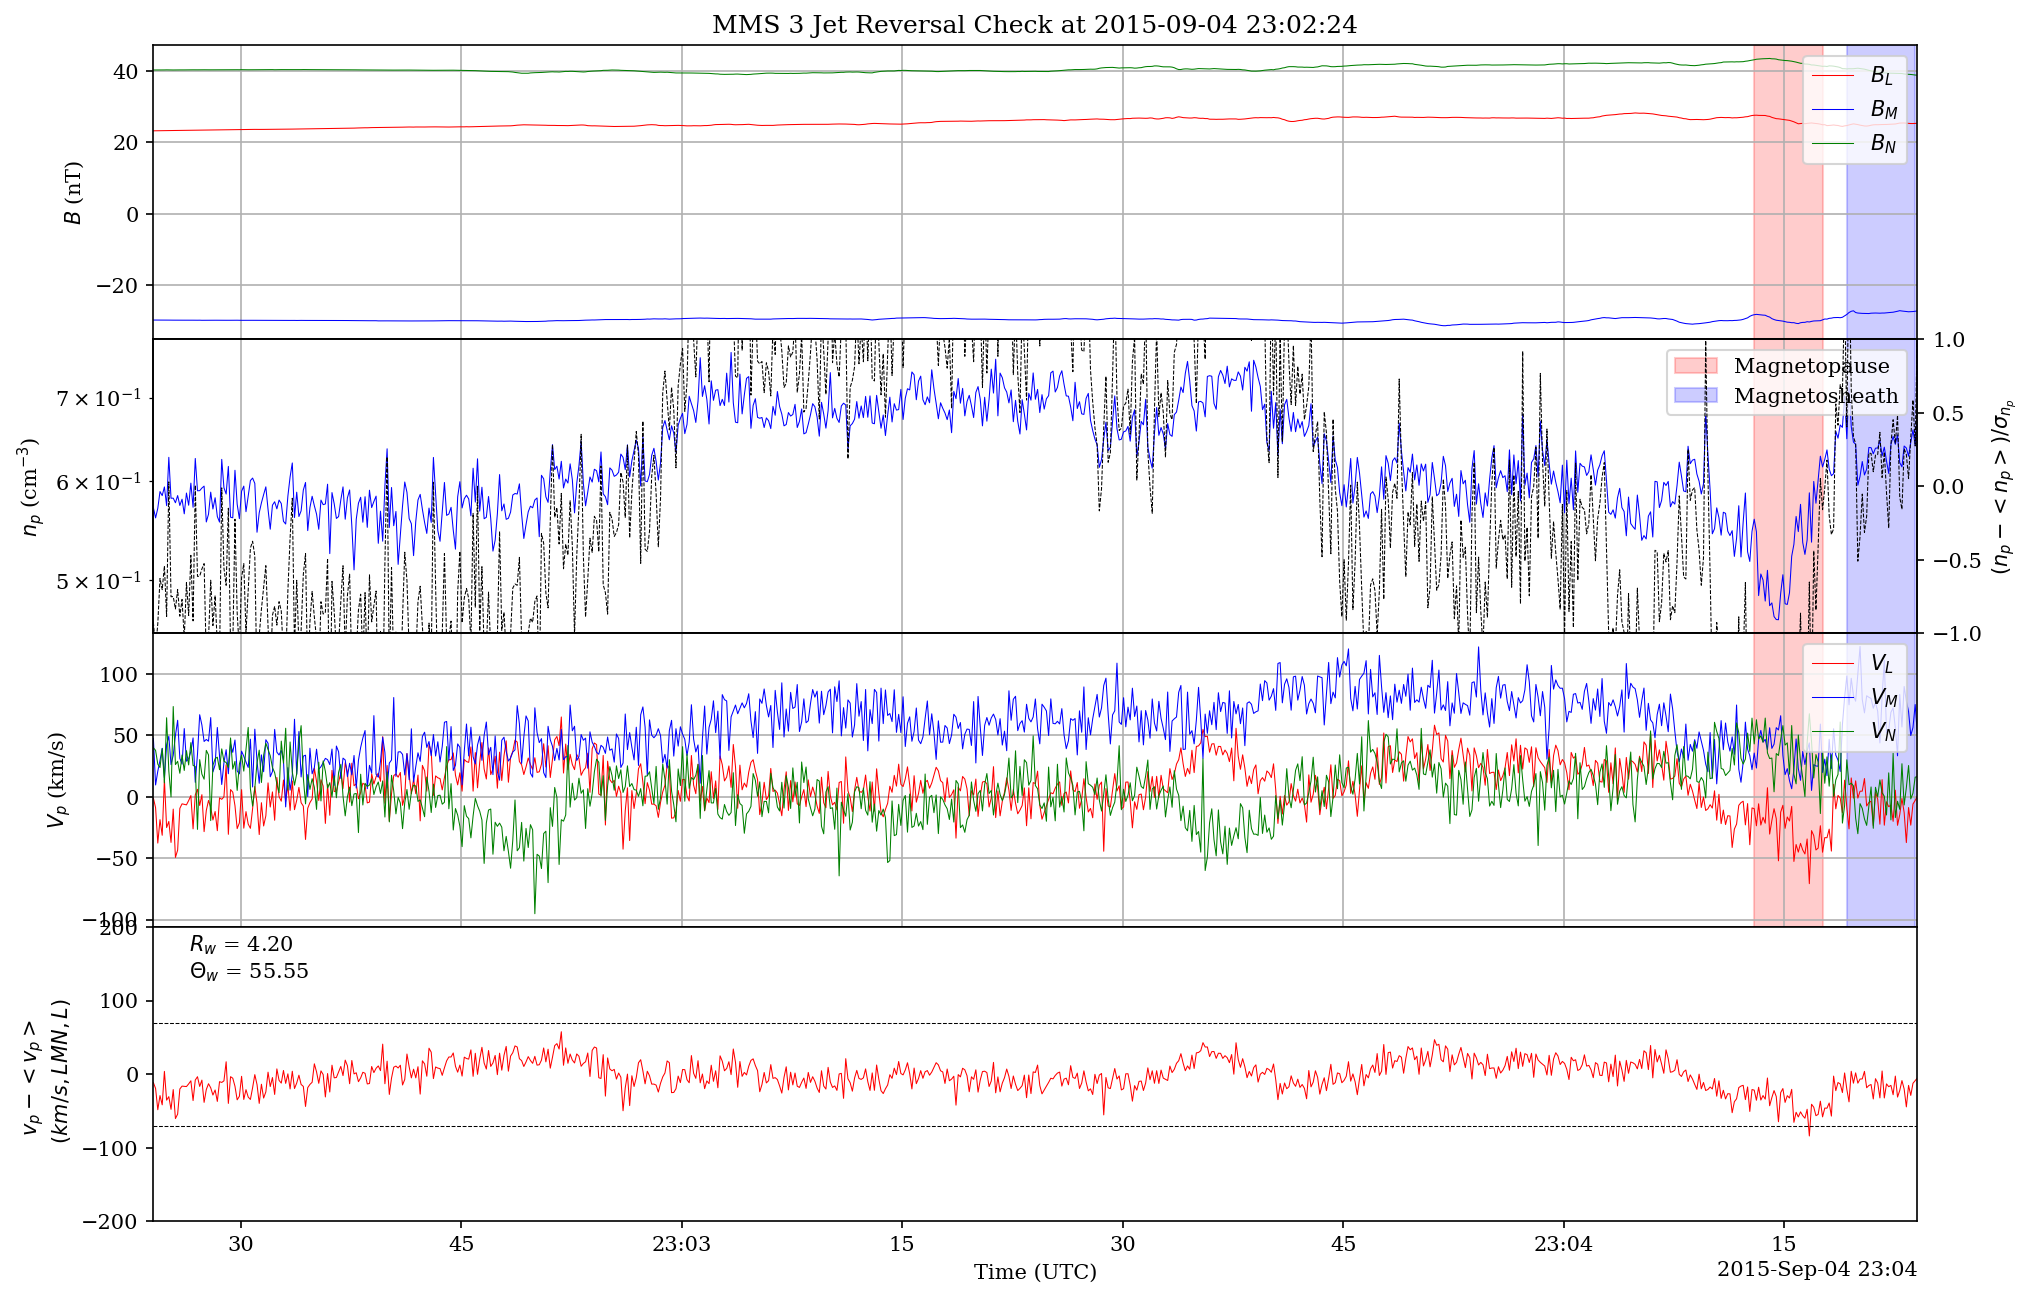 MMS 3 Jet Reversal Check at 2015-09-04 23:02:24
40
20
0
−20
B (nT)
B_L
B_M
B_N
7 × 10^−1
6 × 10^−1
5 × 10^−1
n_p (cm^−3)
1.0
0.5
0.0
−0.5
−1.0
(n_p − < n_p >)/σ_{n_p}
Magnetopause
Magnetosheath
100
50
0
−50
−100
V_p (km/s)
V_L
V_M
V_N
200
100
0
−100
−200
v_p − < v_p >
(km/s, LMN, L)
R_w = 4.20
Θ_w = 55.55
30 45 23:03 15 30 45 23:04 15
Time (UTC)
2015-Sep-04 23:04